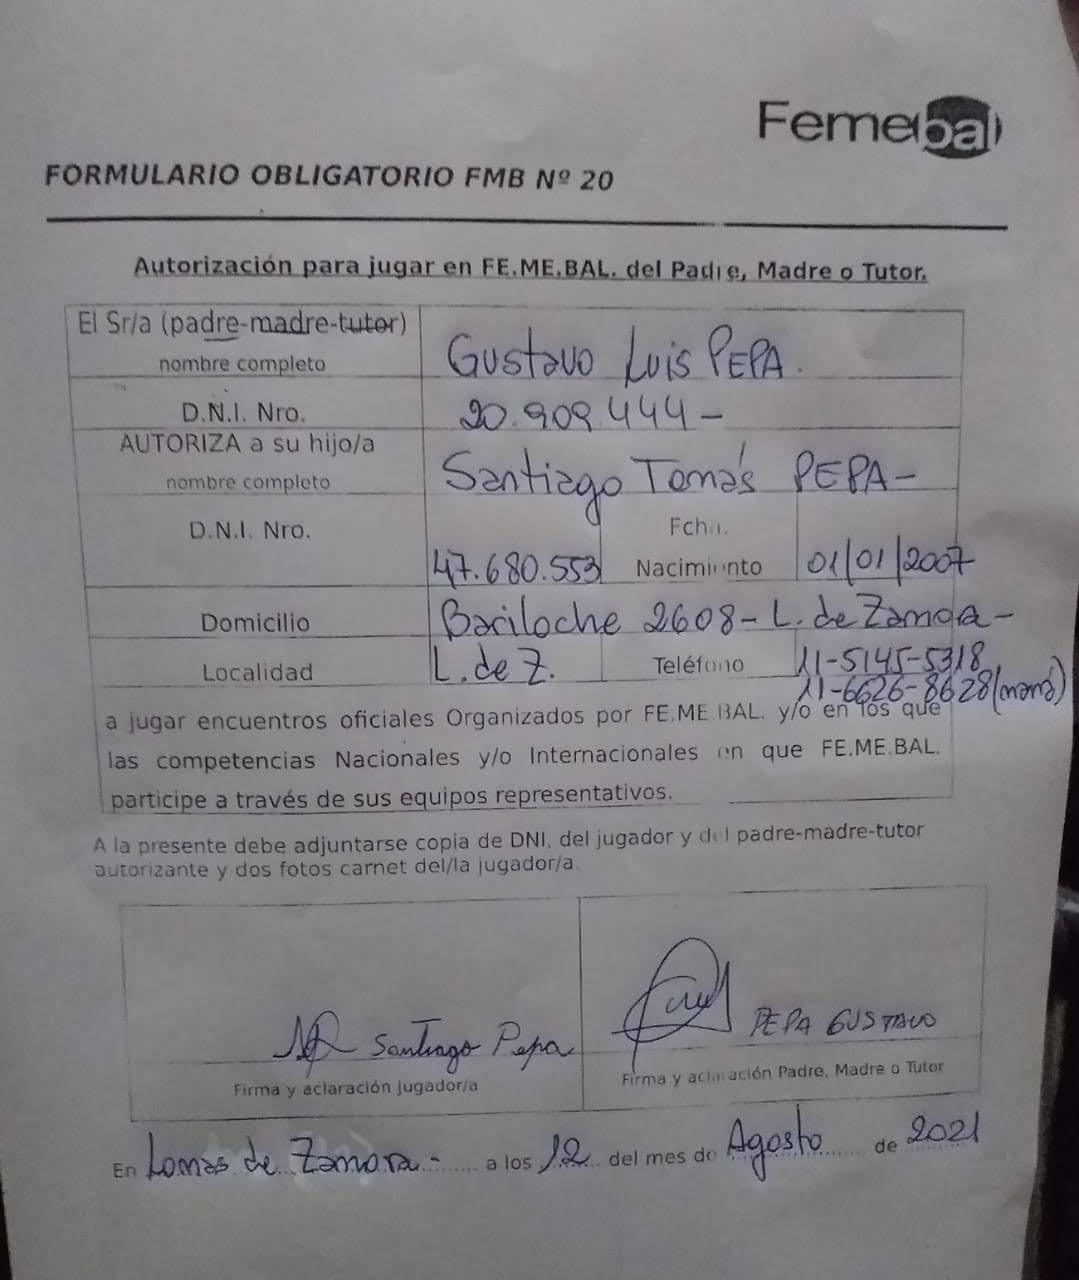 Femebal
FORMULARIO OBLIGATORIO FMB Nº 20
Autorización para jugar en FE.ME.BAL. del Padre, Madre o Tutor.
El Sr/a (padre-madre-tutor)
nombre completo
Gustavo Luis PEPA.
D.N.I. Nro.
20.909.444-
AUTORIZA a su hijo/a
nombre completo
Santiago Tomás PEPA-
D.N.I. Nro.
47.680.553
Fcha.
Nacimiento
01/01/2007
Domicilio
Bariloche 2608- L. de Zamora-
Localidad
L. de Z.
Teléfono
11-5145-5318
11-6626-8628(mamá)
a jugar encuentros oficiales Organizados por FE.ME.BAL. y/o en los que
las competencias Nacionales y/o Internacionales en que FE.ME.BAL.
participe a través de sus equipos representativos.
A la presente debe adjuntarse copia de DNI, del jugador y del padre-madre-tutor
autorizante y dos fotos carnet del/la jugador/a.
Santiago Pepa
Firma y aclaración jugador/a
PEPA GUSTAVO
Firma y aclaración Padre, Madre o Tutor
En Lomas de Zamora.- a los 12 del mes de Agosto de 2021